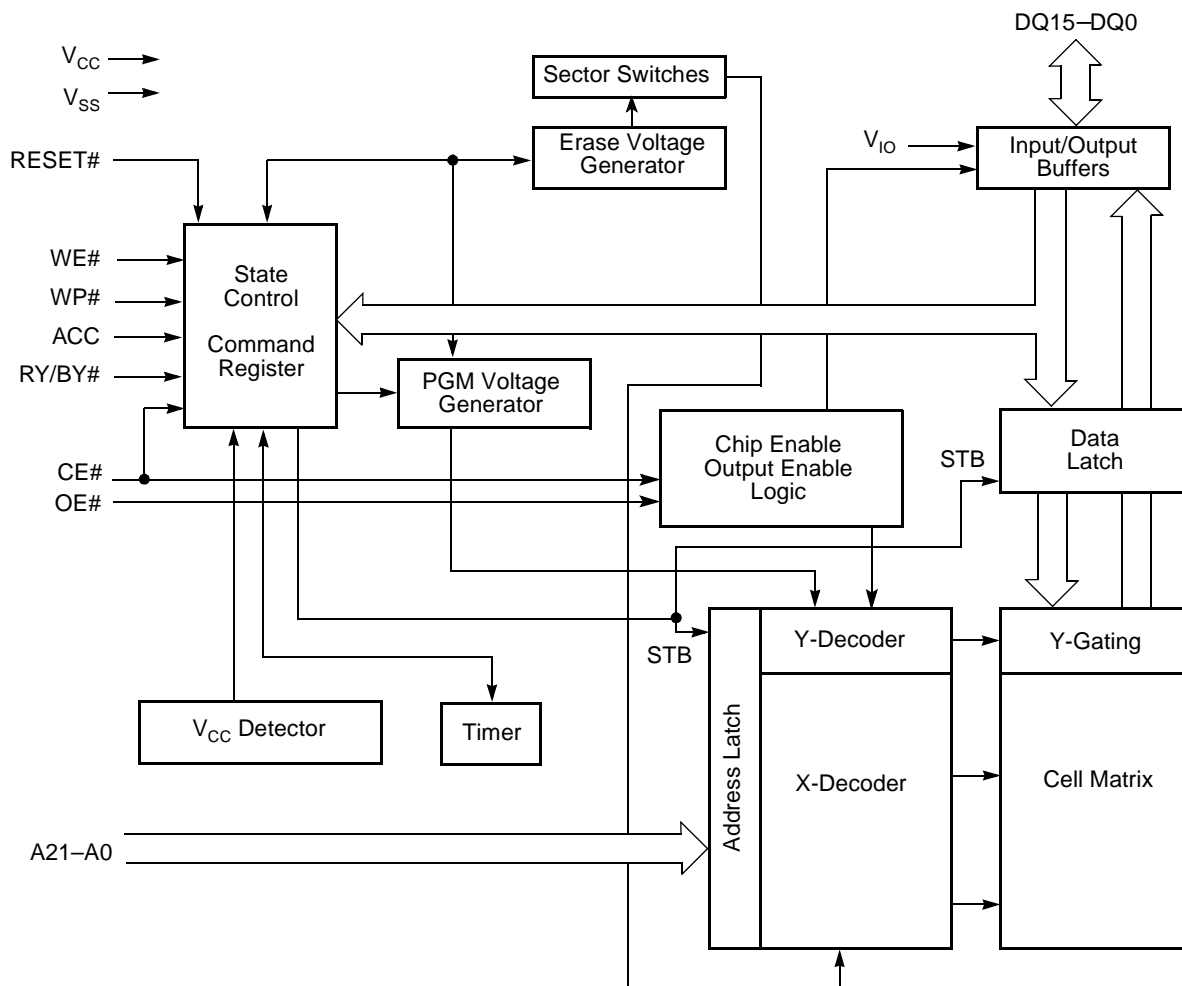 DQ15–DQ0
VCC
Sector Switches
VSS
Erase Voltage
Generator
VIO
Input/Output
Buffers
RESET#
WE#
State
Control
WP#
ACC
Command
Register
RY/BY#
PGM Voltage
Generator
Chip Enable
Output Enable
Logic
Data
Latch
STB
CE#
OE#
Y-Decoder
Y-Gating
STB
VCC Detector
Timer
Address Latch
X-Decoder
Cell Matrix
A21–A0